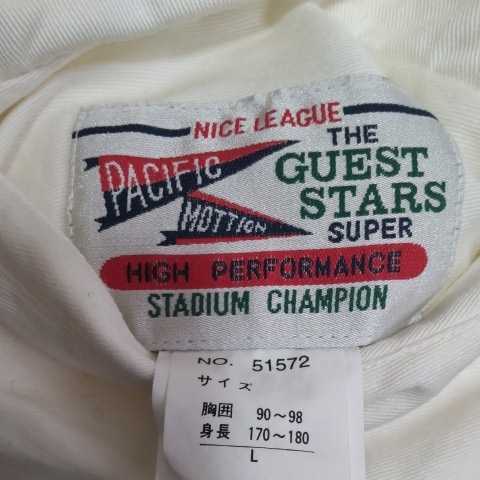 NICE LEAGUE
PACIFIC
MOTTION
THE
GUEST
STARS
SUPER
HIGH PERFORMANCE
STADIUM CHAMPION
NO. 51572
サイズ
胸囲 90～98
身長 170～180
L